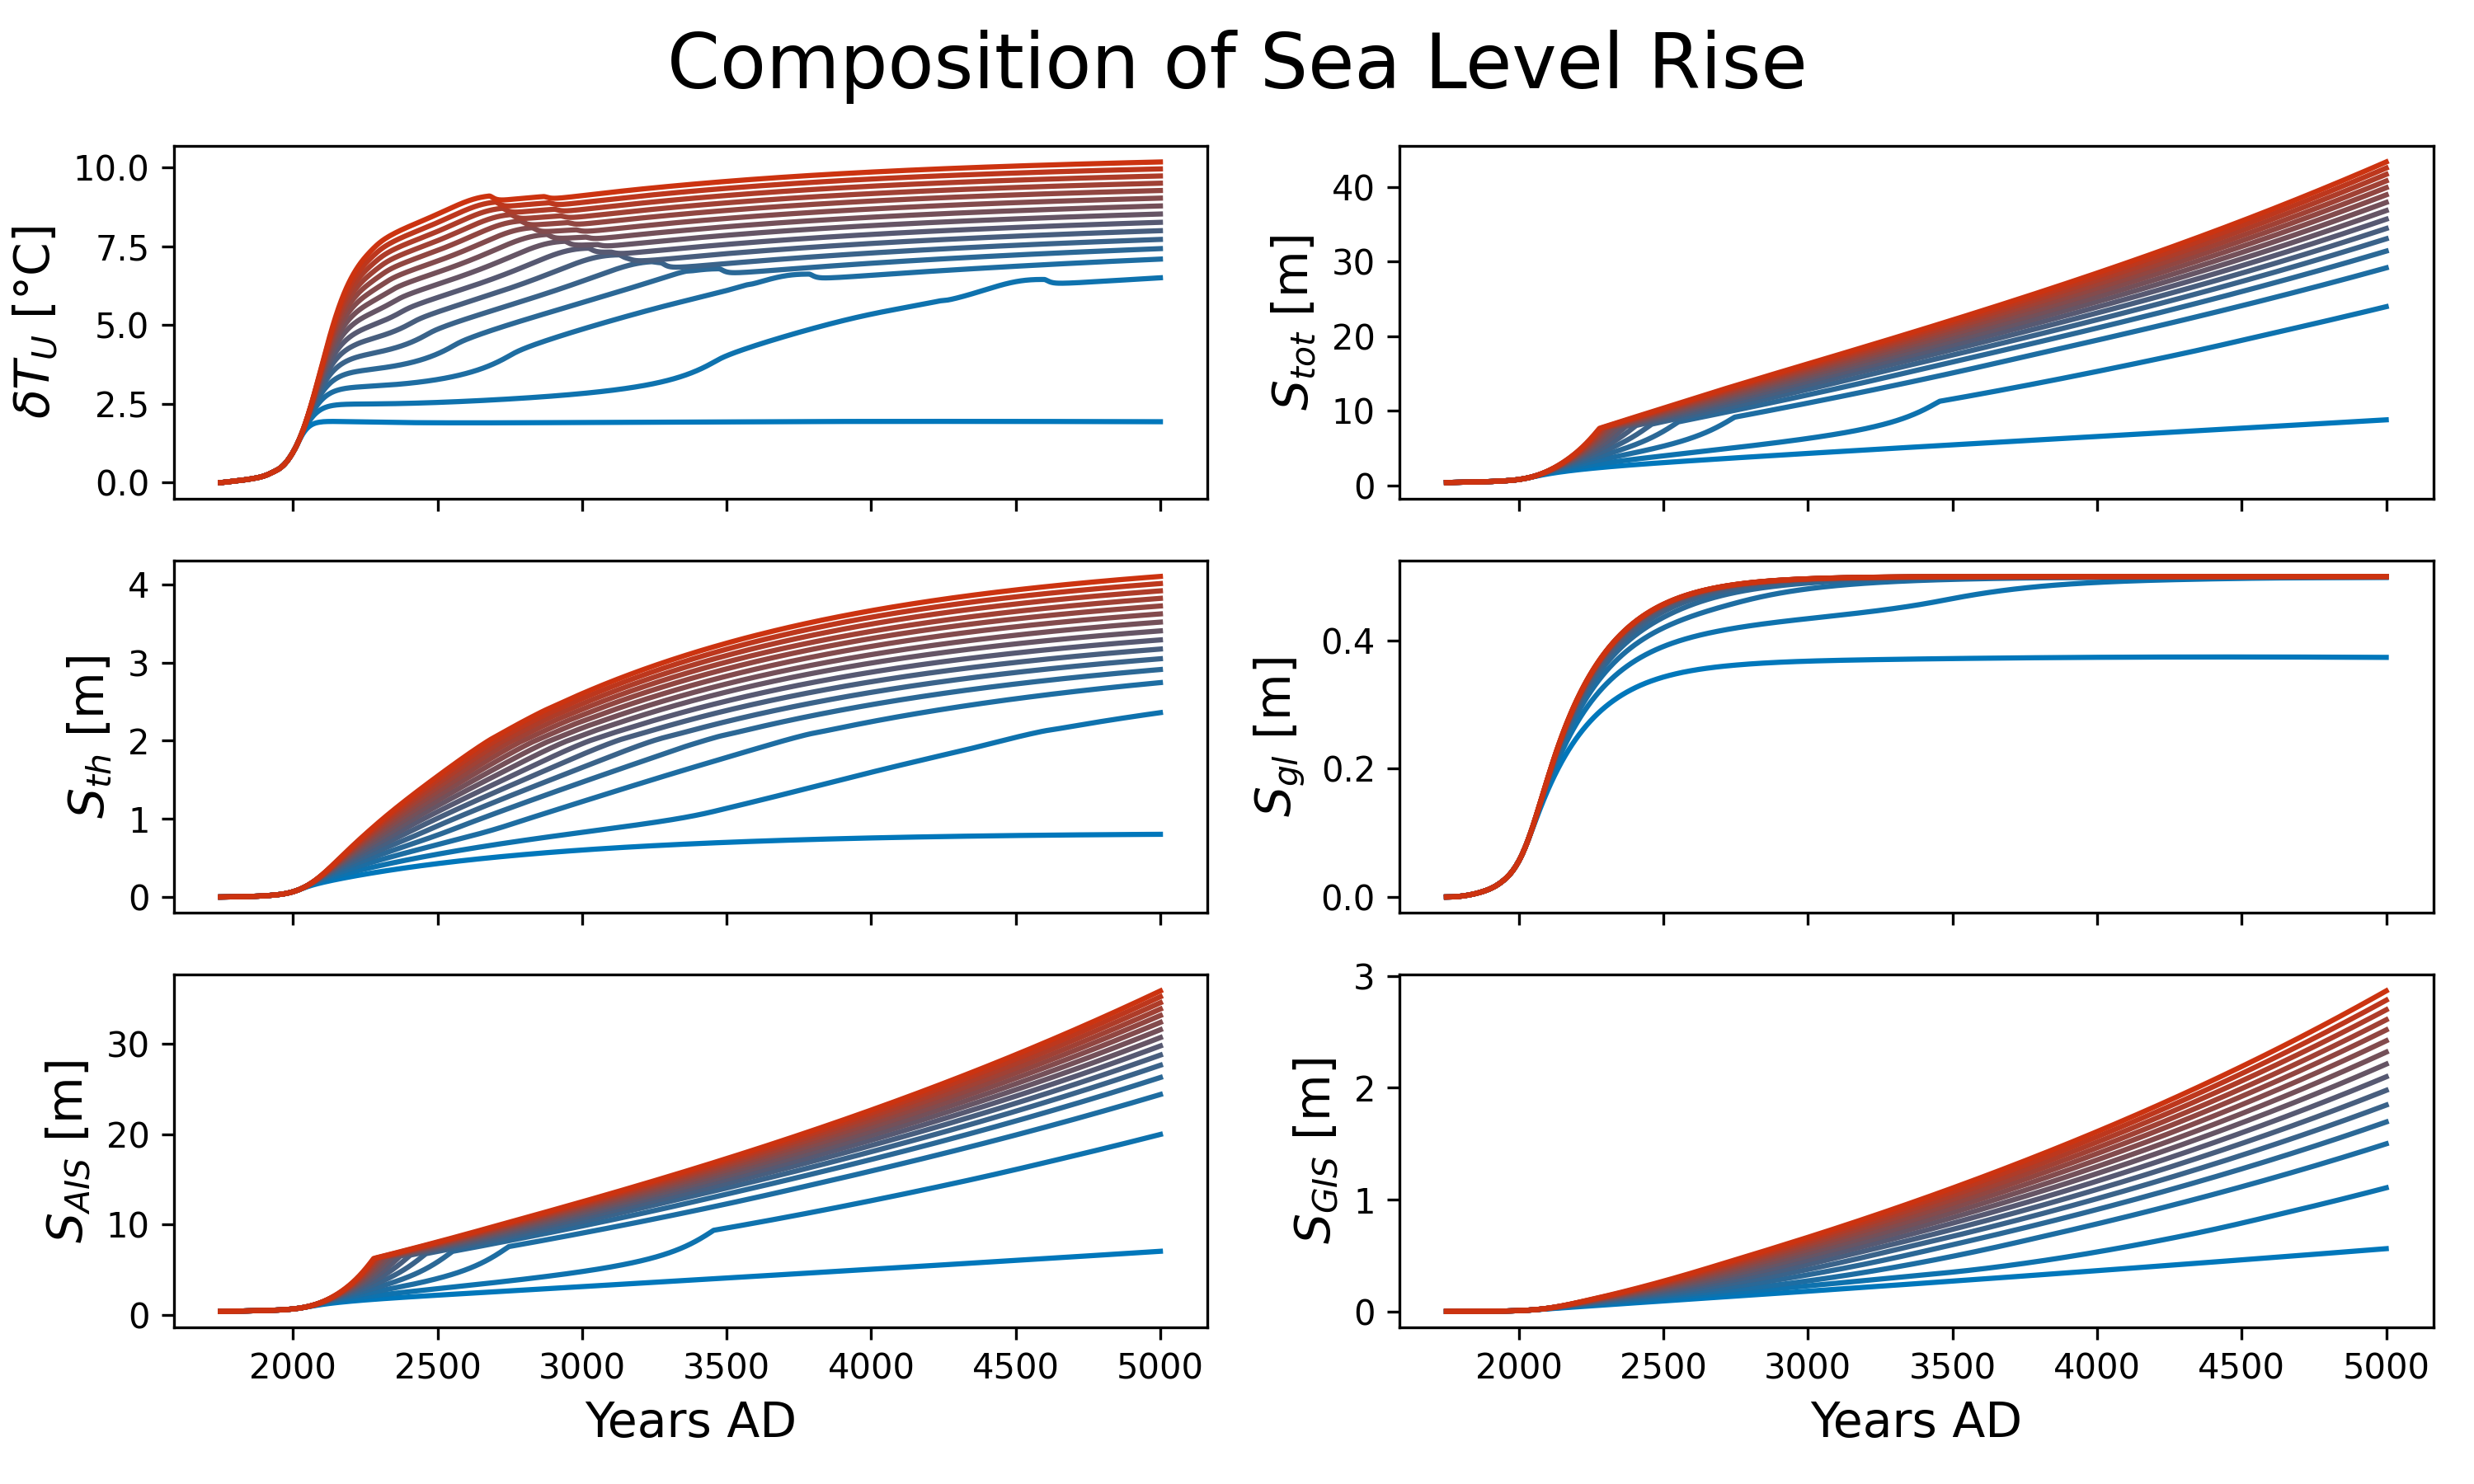 Composition of Sea Level Rise
δT_U [°C]
10.0
7.5
5.0
2.5
0.0
S_tot [m]
40
30
20
10
0
S_th [m]
4
3
2
1
0
S_gl [m]
0.4
0.2
0.0
S_AIS [m]
30
20
10
0
2000 2500 3000 3500 4000 4500 5000
Years AD
S_GIS [m]
3
2
1
0
2000 2500 3000 3500 4000 4500 5000
Years AD